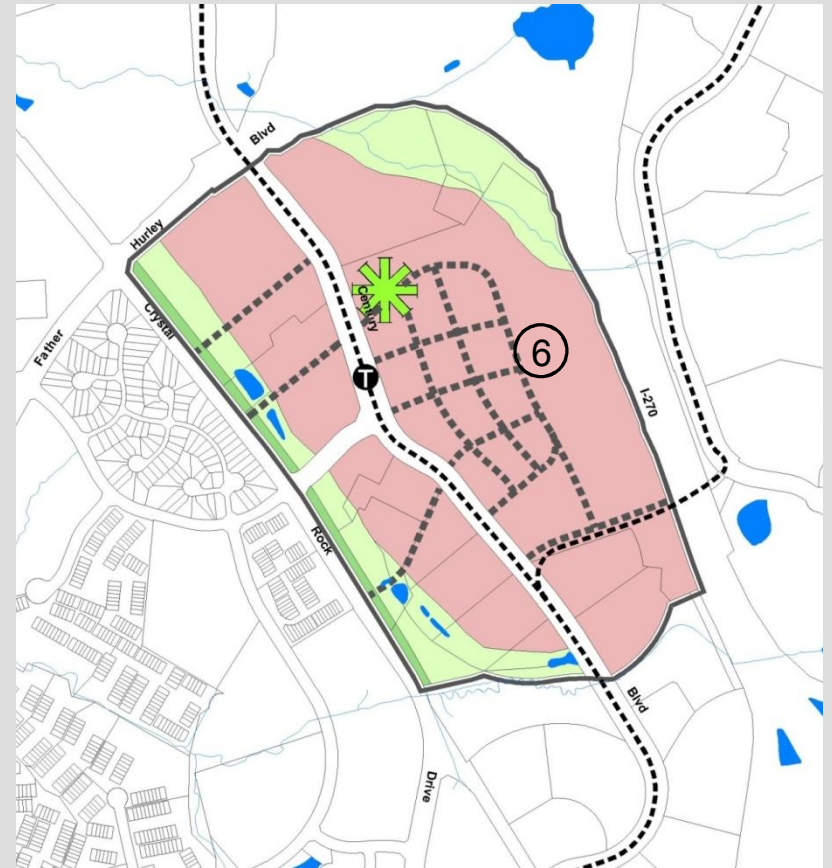 Blvd
Hurley
Father
Crystal
Century
T
6
I-270
Rock
Blvd
Drive